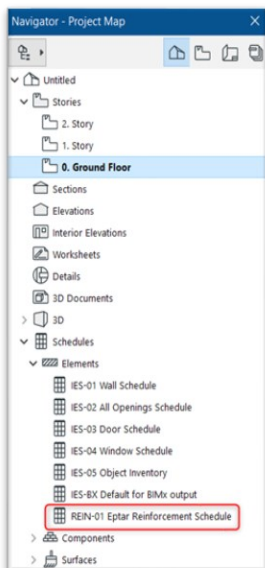 Navigator - Project Map
Untitled
Stories
2. Story
1. Story
0. Ground Floor
Sections
Elevations
Interior Elevations
Worksheets
Details
3D Documents
3D
Schedules
Elements
IES-01 Wall Schedule
IES-02 All Openings Schedule
IES-03 Door Schedule
IES-04 Window Schedule
IES-05 Object Inventory
IES-BX Default for BIMx output
REIN-01 Eptar Reinforcement Schedule
Components
Surfaces